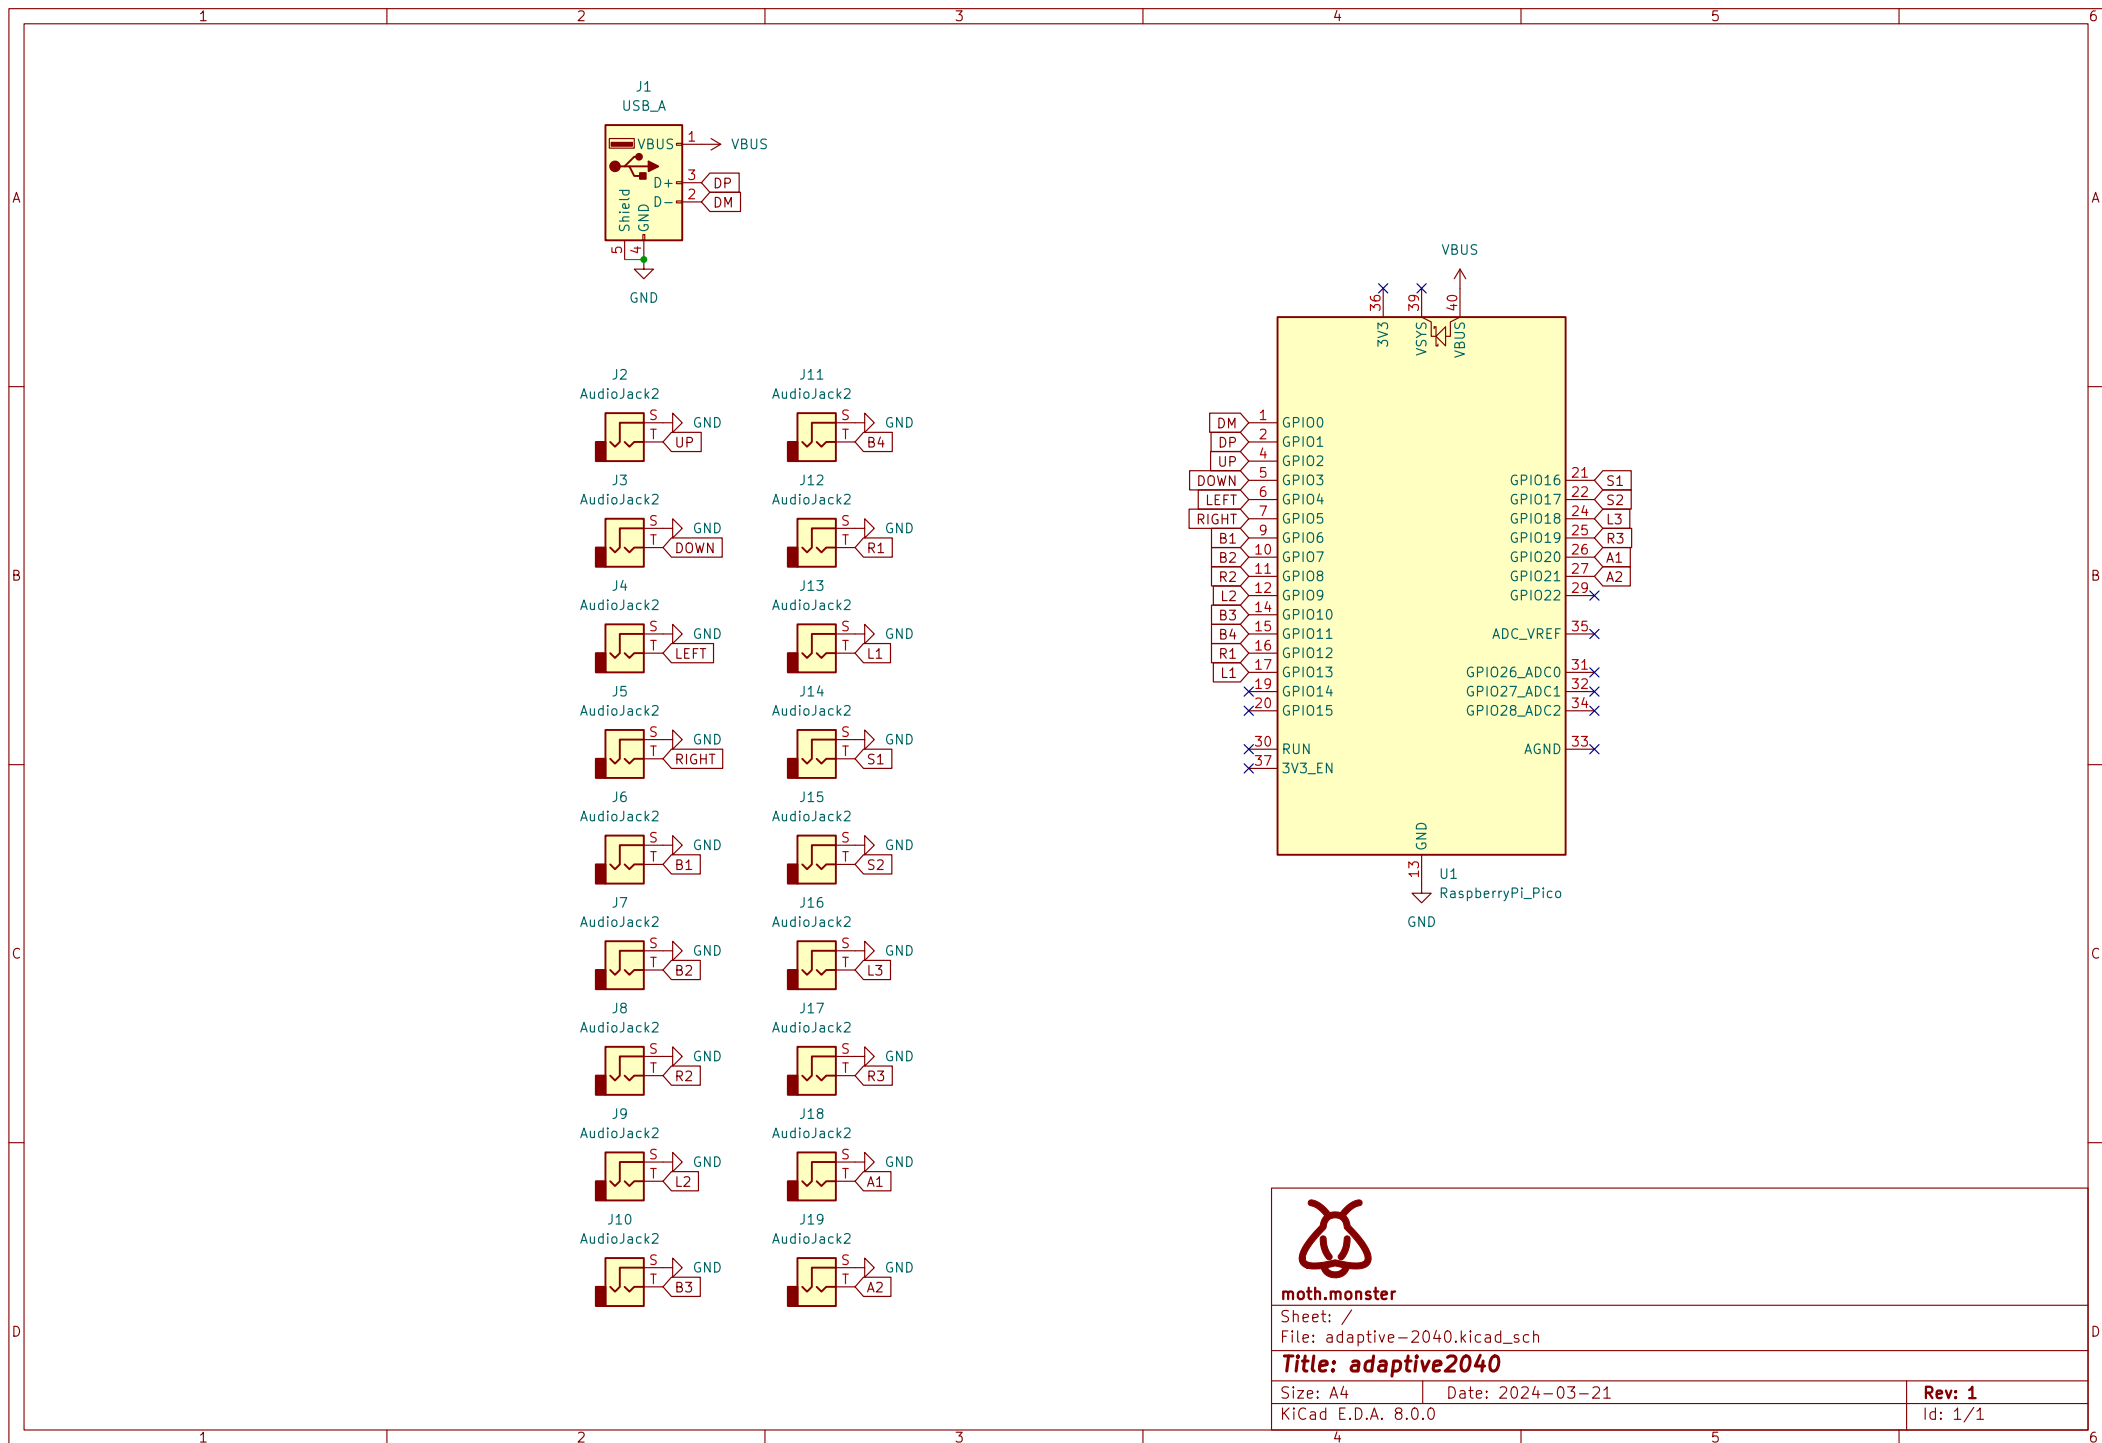 1 2 3 4 5 6
A
B
C
D
A
B
C
D
J1
USB_A
VBUS 1 VBUS
D+ 3 DP
D- 2 DM
Shield
GND
5 4
GND
J2
AudioJack2
S GND
T UP
J3
AudioJack2
S GND
T DOWN
J4
AudioJack2
S GND
T LEFT
J5
AudioJack2
S GND
T RIGHT
J6
AudioJack2
S GND
T B1
J7
AudioJack2
S GND
T B2
J8
AudioJack2
S GND
T R2
J9
AudioJack2
S GND
T L2
J10
AudioJack2
S GND
T B3
J11
AudioJack2
S GND
T B4
J12
AudioJack2
S GND
T R1
J13
AudioJack2
S GND
T L1
J14
AudioJack2
S GND
T S1
J15
AudioJack2
S GND
T S2
J16
AudioJack2
S GND
T L3
J17
AudioJack2
S GND
T R3
J18
AudioJack2
S GND
T A1
J19
AudioJack2
S GND
T A2
VBUS
36 39 40
3V3 VSYS VBUS
DM 1 GPIO0
DP 2 GPIO1
UP 4 GPIO2
DOWN 5 GPIO3
LEFT 6 GPIO4
RIGHT 7 GPIO5
B1 9 GPIO6
B2 10 GPIO7
R2 11 GPIO8
L2 12 GPIO9
B3 14 GPIO10
B4 15 GPIO11
R1 16 GPIO12
L1 17 GPIO13
19 GPIO14
20 GPIO15
30 RUN
37 3V3_EN
GPIO16 21 S1
GPIO17 22 S2
GPIO18 24 L3
GPIO19 25 R3
GPIO20 26 A1
GPIO21 27 A2
GPIO22 29
ADC_VREF 35
GPIO26_ADC0 31
GPIO27_ADC1 32
GPIO28_ADC2 34
AGND 33
GND
13
U1
RaspberryPi_Pico
GND
moth.monster
Sheet: /
File: adaptive-2040.kicad_sch
Title: adaptive2040
Size: A4 Date: 2024-03-21 Rev: 1
KiCad E.D.A. 8.0.0 Id: 1/1
1 2 3 4 5 6